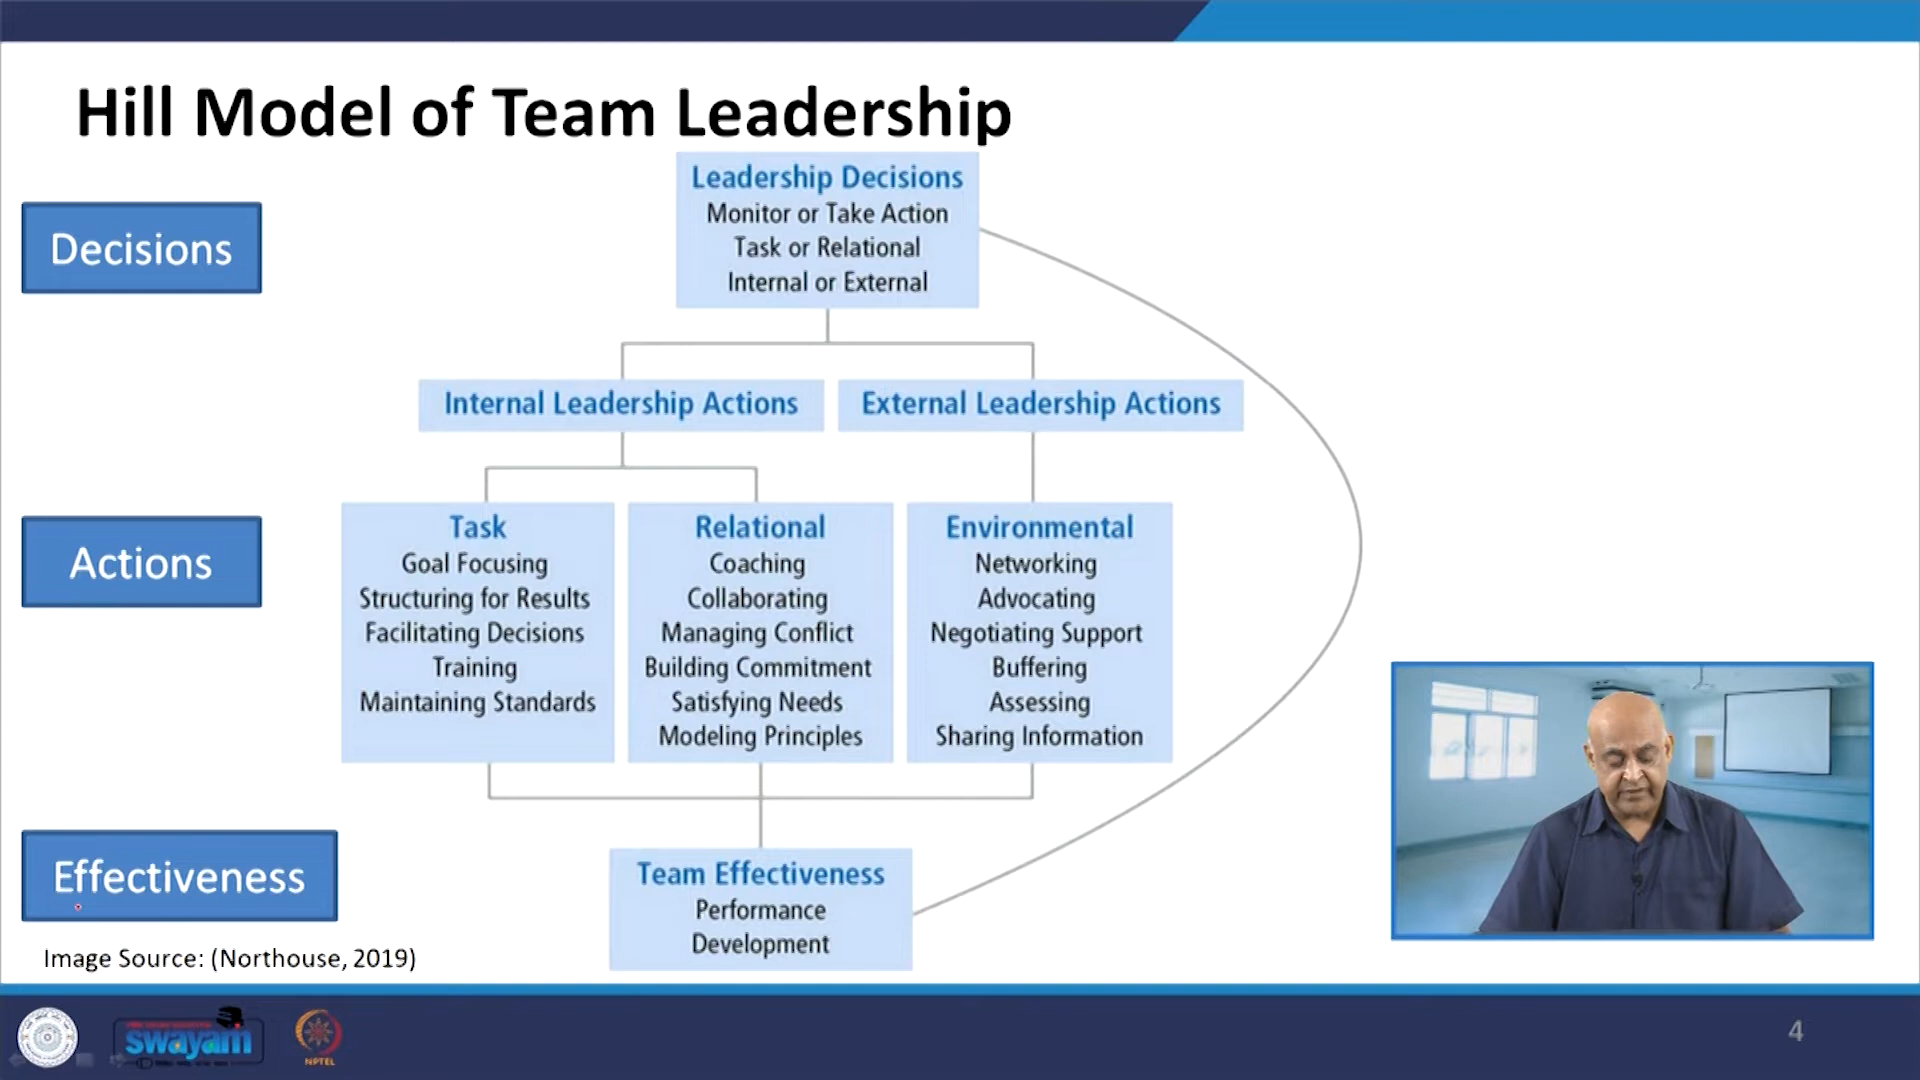 Hill Model of Team Leadership
Decisions
Leadership Decisions
Monitor or Take Action
Task or Relational
Internal or External
Internal Leadership Actions
External Leadership Actions
Actions
Task
Goal Focusing
Structuring for Results
Facilitating Decisions
Training
Maintaining Standards
Relational
Coaching
Collaborating
Managing Conflict
Building Commitment
Satisfying Needs
Modeling Principles
Environmental
Networking
Advocating
Negotiating Support
Buffering
Assessing
Sharing Information
Effectiveness
Team Effectiveness
Performance
Development
Image Source: (Northouse, 2019)
swayam
NPTEL
4